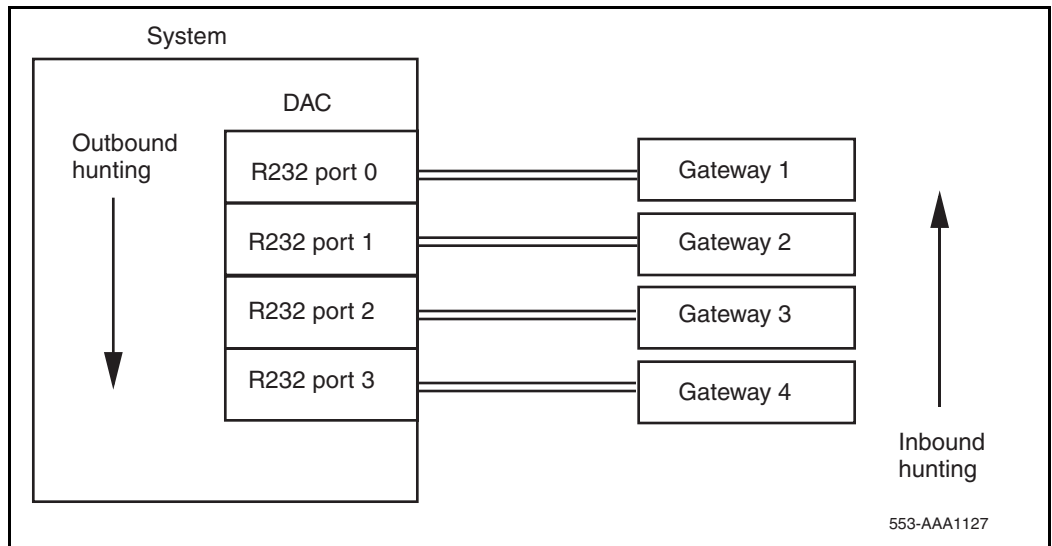 System
DAC
Outbound
hunting
R232 port 0
Gateway 1
R232 port 1
Gateway 2
R232 port 2
Gateway 3
R232 port 3
Gateway 4
Inbound
hunting
553-AAA1127